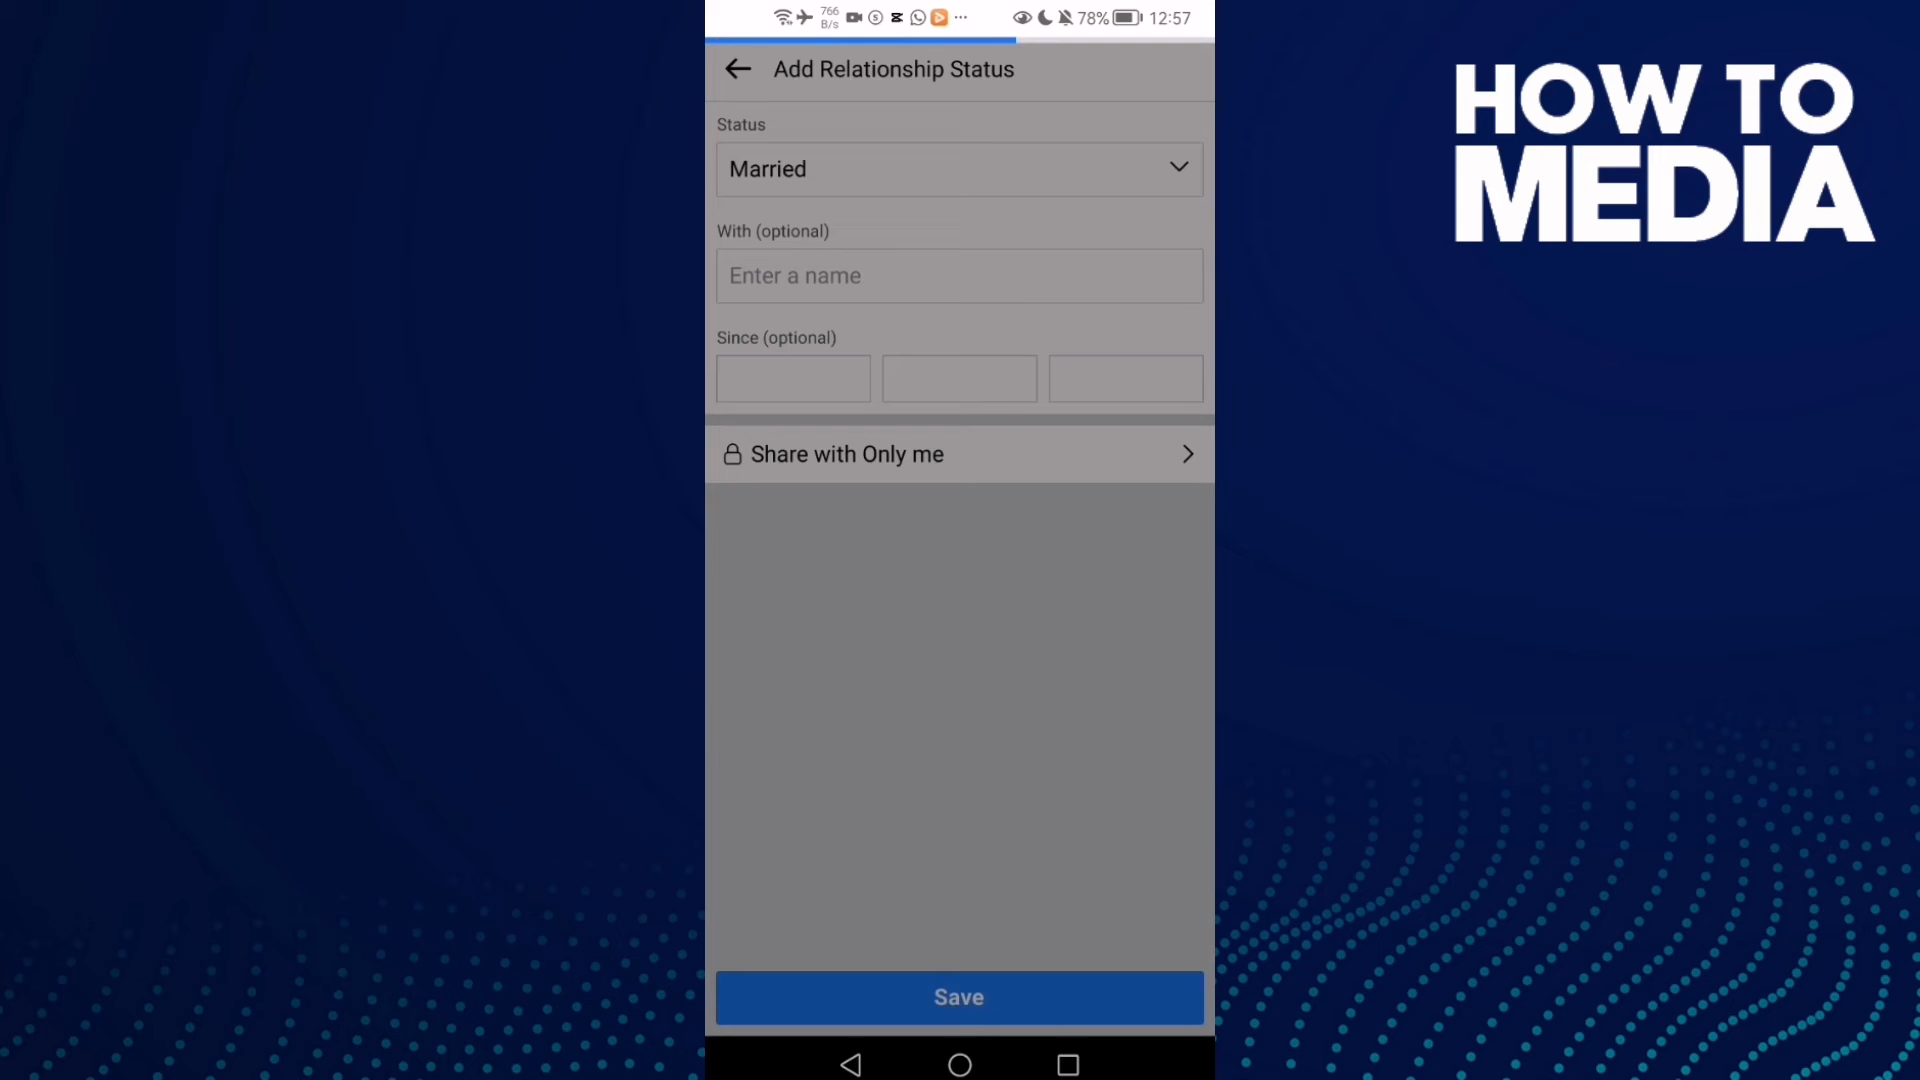 766 B/s 78% 12:57
HOW TO
MEDIA
Add Relationship Status
Status
Married
With (optional)
Enter a name
Since (optional)
Share with Only me
Save